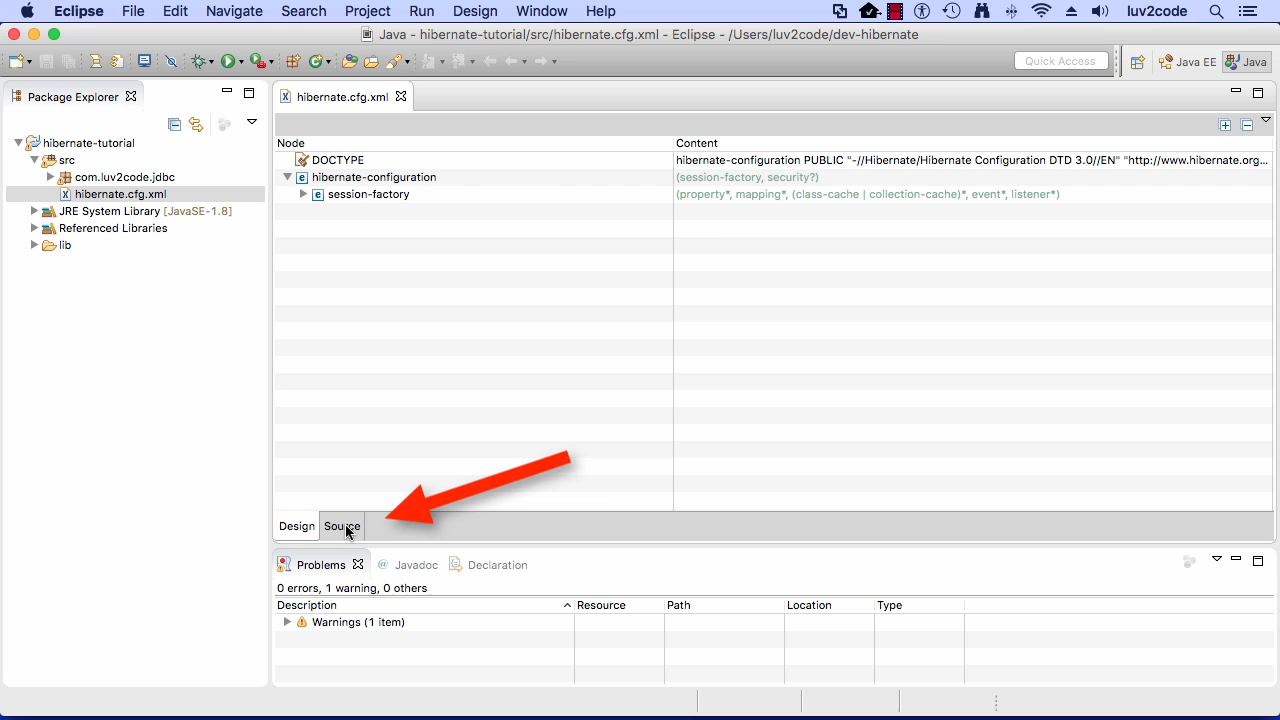 Eclipse File Edit Navigate Search Project Run Design Window Help luv2code
Java - hibernate-tutorial/src/hibernate.cfg.xml - Eclipse - /Users/luv2code/dev-hibernate
Quick Access Java EE Java
Package Explorer
hibernate-tutorial
src
com.luv2code.jdbc
hibernate.cfg.xml
JRE System Library [JavaSE-1.8]
Referenced Libraries
lib
hibernate.cfg.xml
Node Content
DOCTYPE hibernate-configuration PUBLIC "-//Hibernate/Hibernate Configuration DTD 3.0//EN" "http://www.hibernate.org...
hibernate-configuration (session-factory, security?)
session-factory (property*, mapping*, (class-cache | collection-cache)*, event*, listener*)
Design Source
Problems @ Javadoc Declaration
0 errors, 1 warning, 0 others
Description Resource Path Location Type
Warnings (1 item)